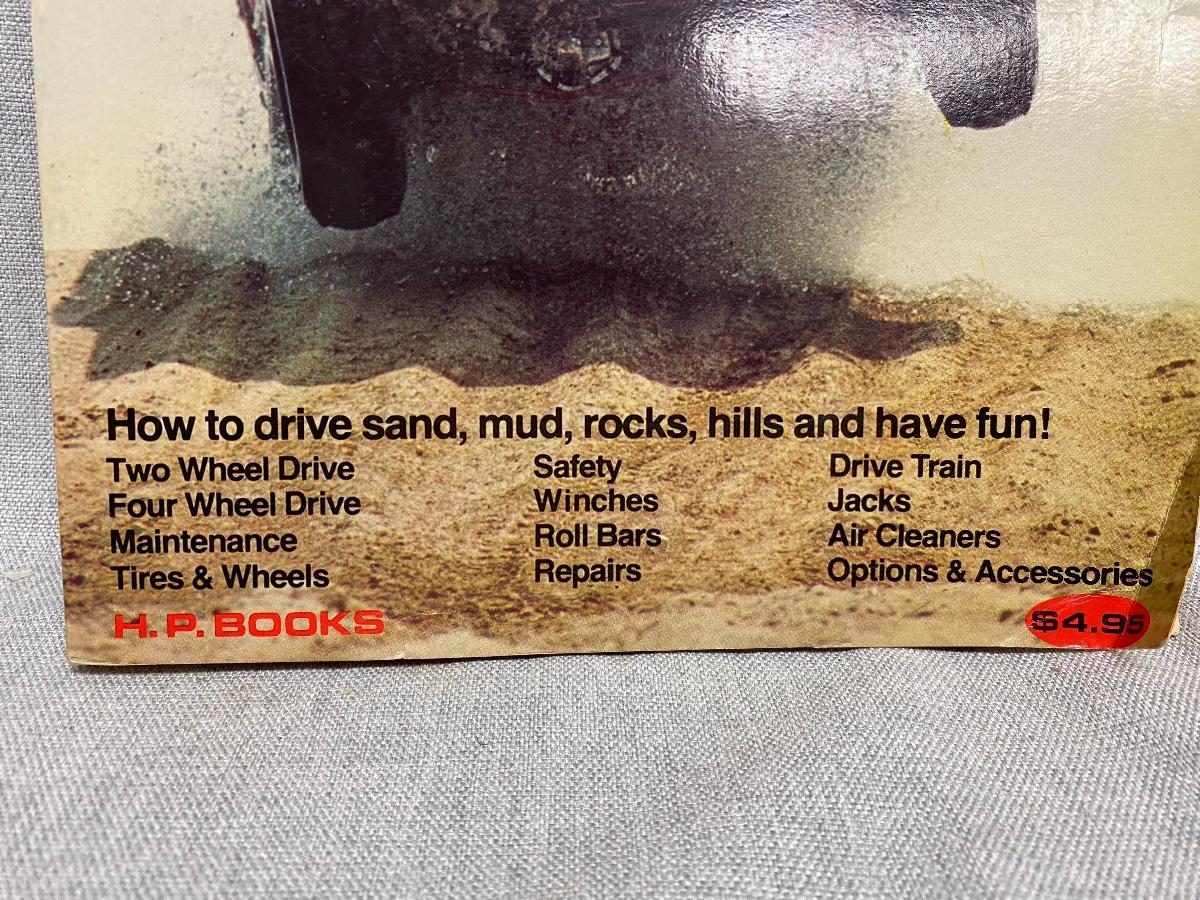 How to drive sand, mud, rocks, hills and have fun!
Two Wheel Drive
Four Wheel Drive
Maintenance
Tires & Wheels
Safety
Winches
Roll Bars
Repairs
Drive Train
Jacks
Air Cleaners
Options & Accessories
H.P. BOOKS
$4.95